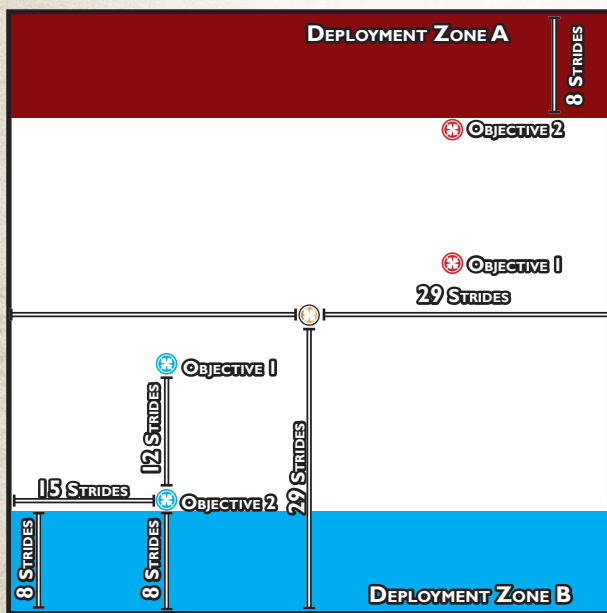 Deployment Zone A
8 Strides
Objective 2
Objective 1
29 Strides
Objective 1
12 Strides
29 Strides
15 Strides
Objective 2
8 Strides
8 Strides
Deployment Zone B